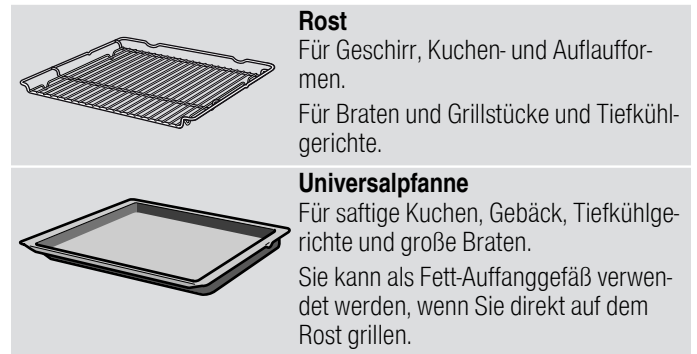 Rost
Für Geschirr, Kuchen- und Auflauffor-
men.
Für Braten und Grillstücke und Tiefkühl-
gerichte.
Universalpfanne
Für saftige Kuchen, Gebäck, Tiefkühlge-
richte und große Braten.
Sie kann als Fett-Auffanggefäß verwen-
det werden, wenn Sie direkt auf dem
Rost grillen.